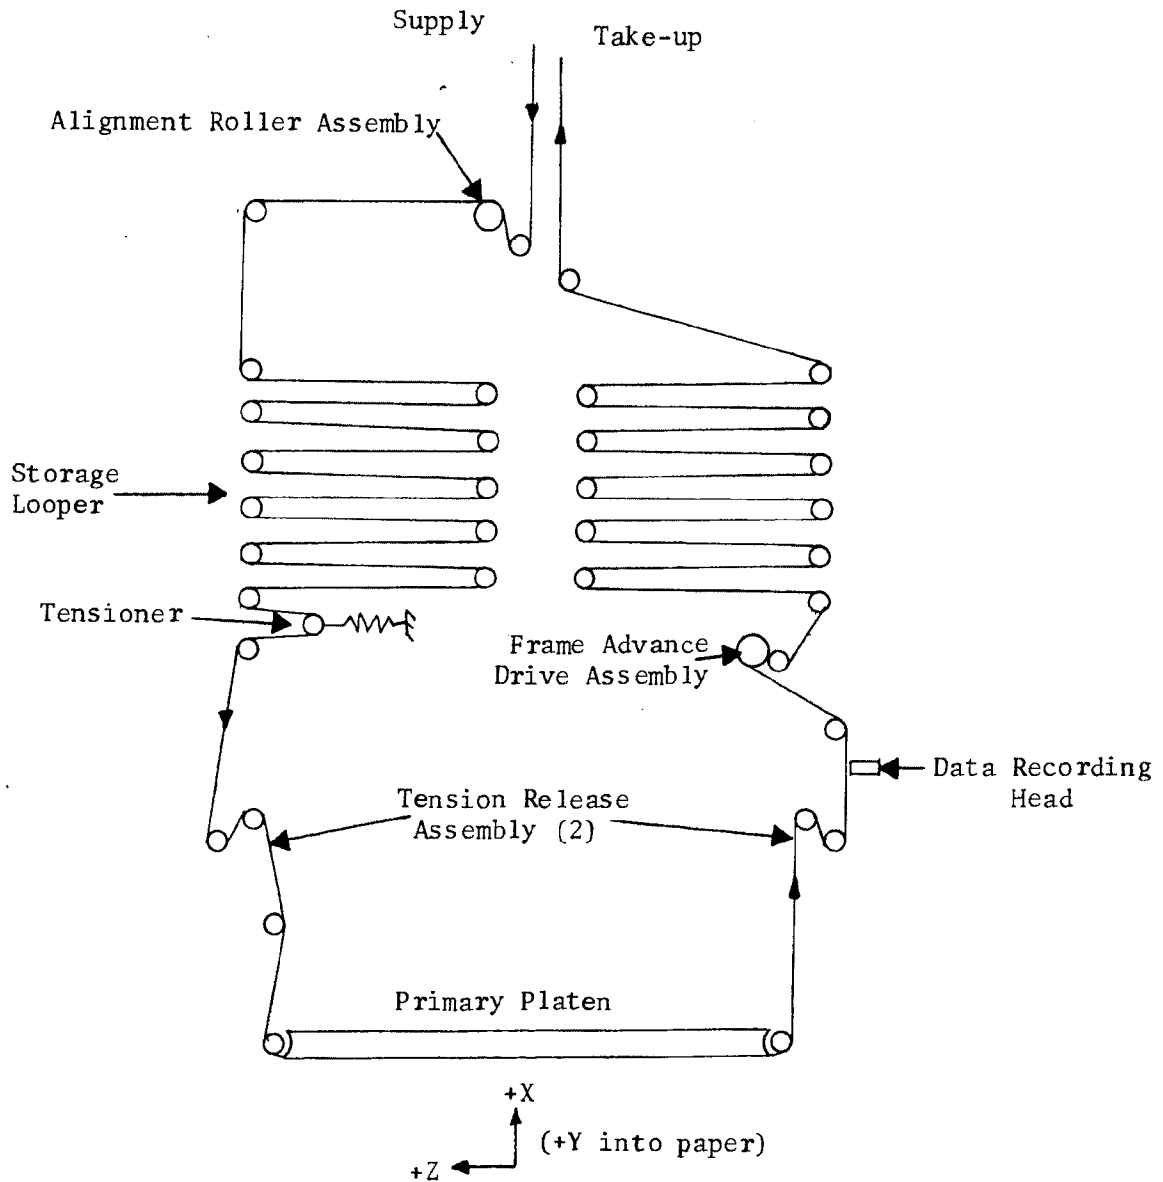 Supply
Take-up
Alignment Roller Assembly
Storage
Looper
Tensioner
Frame Advance
Drive Assembly
Data Recording
Head
Tension Release
Assembly (2)
Primary Platen
+X
(+Y into paper)
+Z